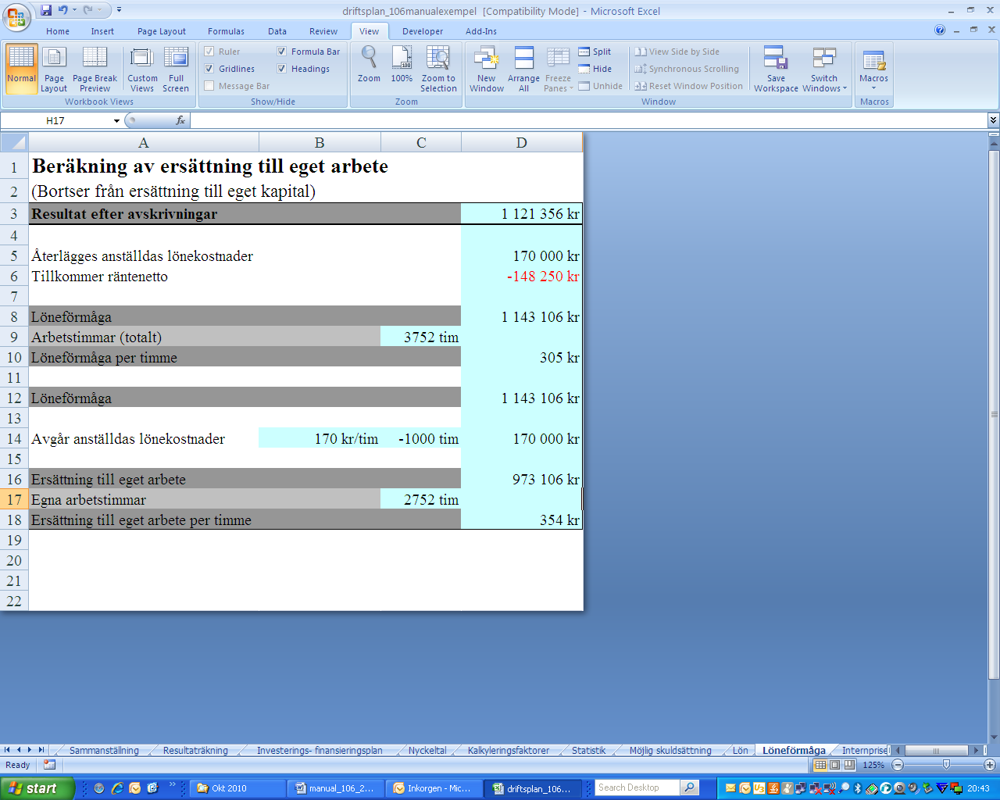 driftsplan_106manualexempel [Compatibility Mode] - Microsoft Excel
Home Insert Page Layout Formulas Data Review View Developer Add-Ins
Normal Page Layout Page Break Preview Custom Views Full Screen
Workbook Views
Ruler Formula Bar
Gridlines Headings
Message Bar
Show/Hide
Zoom 100% Zoom to Selection
Zoom
New Window Arrange All Freeze Panes
Split View Side by Side
Hide Synchronous Scrolling
Unhide Reset Window Position
Save Workspace Switch Windows
Window
Macros
Macros
H17 fx
A B C D
1 Beräkning av ersättning till eget arbete
2 (Bortser från ersättning till eget kapital)
3 Resultat efter avskrivningar 1 121 356 kr
4
5 Återlägges anställdas lönekostnader 170 000 kr
6 Tillkommer räntenetto -148 250 kr
7
8 Löneförmåga 1 143 106 kr
9 Arbetstimmar (totalt) 3752 tim
10 Löneförmåga per timme 305 kr
11
12 Löneförmåga 1 143 106 kr
13
14 Avgår anställdas lönekostnader 170 kr/tim -1000 tim 170 000 kr
15
16 Ersättning till eget arbete 973 106 kr
17 Egna arbetstimmar 2752 tim
18 Ersättning till eget arbete per timme 354 kr
19
20
21
22
Sammanställning Resultaträkning Investerings- finansieringsplan Nyckeltal Kalkyleringsfaktorer Statistik Möjlig skuldsättning Lön Löneförmåga Internprise
Ready 125%
start Okt 2010 manual_106_2... Inkorgen - Mic... driftsplan_106... Search Desktop 20:43